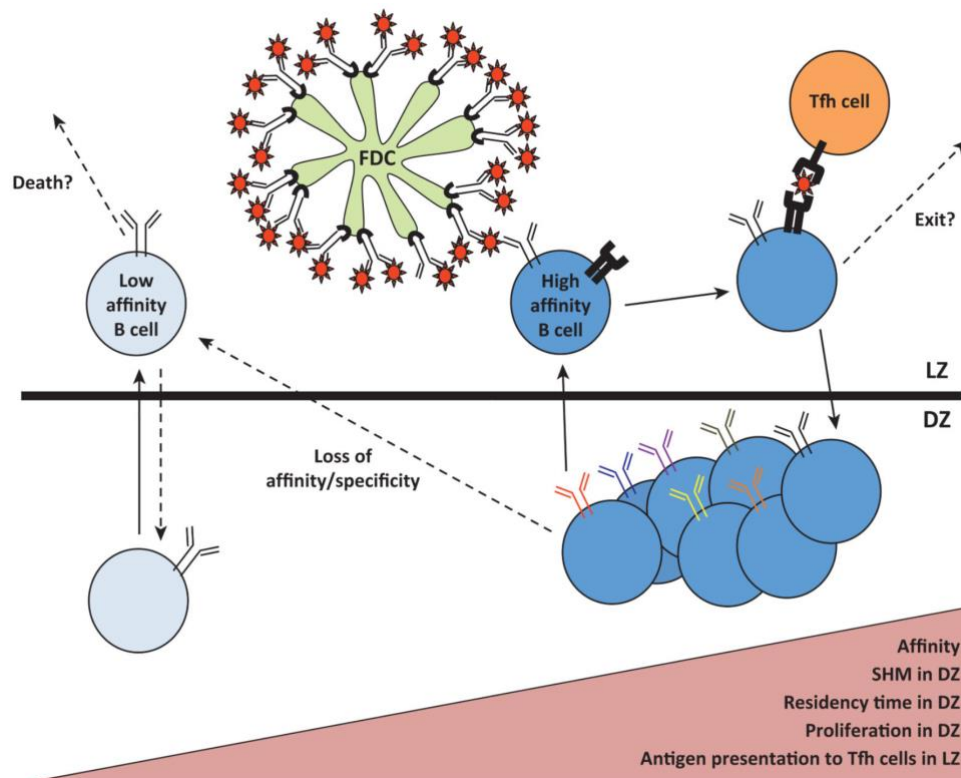 FDC
Tfh cell
Death?
Exit?
Low
affinity
B cell
High
affinity
B cell
LZ
DZ
Loss of
affinity/specificity
Affinity
SHM in DZ
Residency time in DZ
Proliferation in DZ
Antigen presentation to Tfh cells in LZ